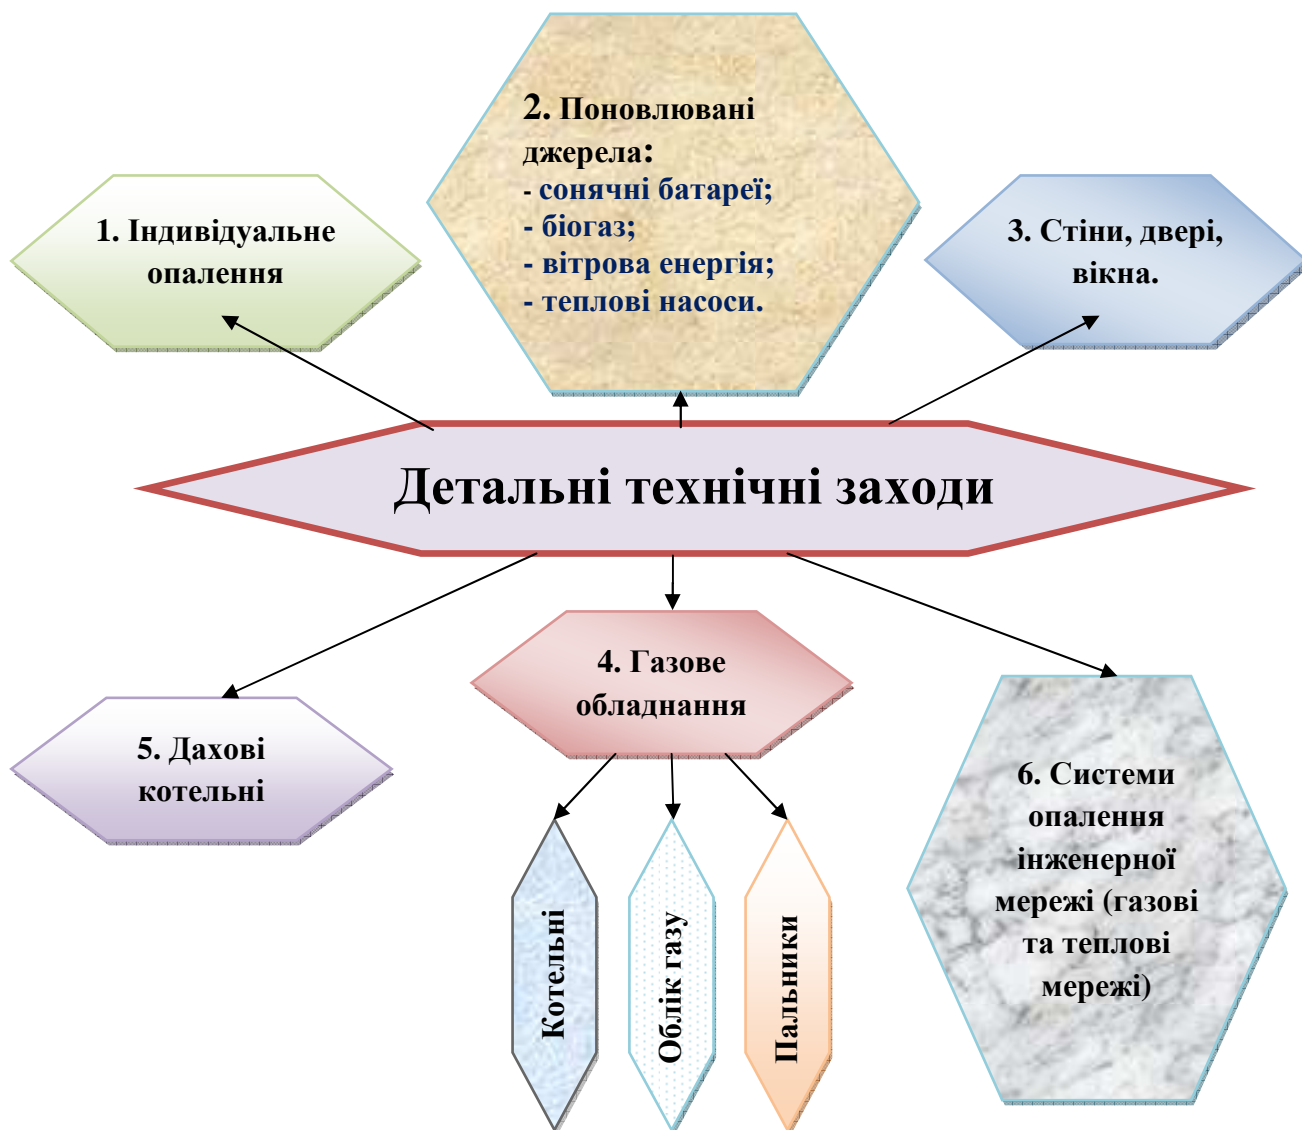 2. Поновлювані
джерела:
- сонячні батареї;
- біогаз;
- вітрова енергія;
- теплові насоси.
1. Індивідуальне
опалення
3. Стіни, двері,
вікна.
Детальні технічні заходи
4. Газове
обладнання
5. Дахові
котельні
6. Системи
опалення
інженерної
мережі (газові
та теплові
мережі)
Котельні
Облік газу
Пальники